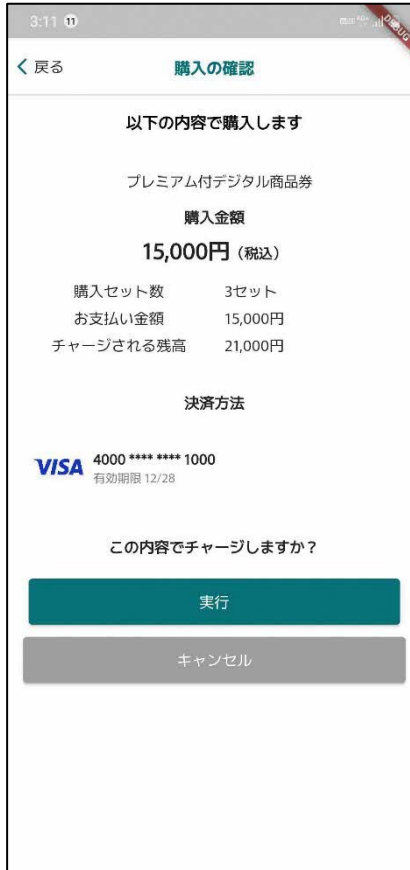 3:11 11
DEBUG
戻る
購入の確認
以下の内容で購入します
プレミアム付デジタル商品券
購入金額
15,000円（税込）
購入セット数 3セット
お支払い金額 15,000円
チャージされる残高 21,000円
決済方法
VISA 4000 **** **** 1000
有効期限 12/28
この内容でチャージしますか？
実行
キャンセル